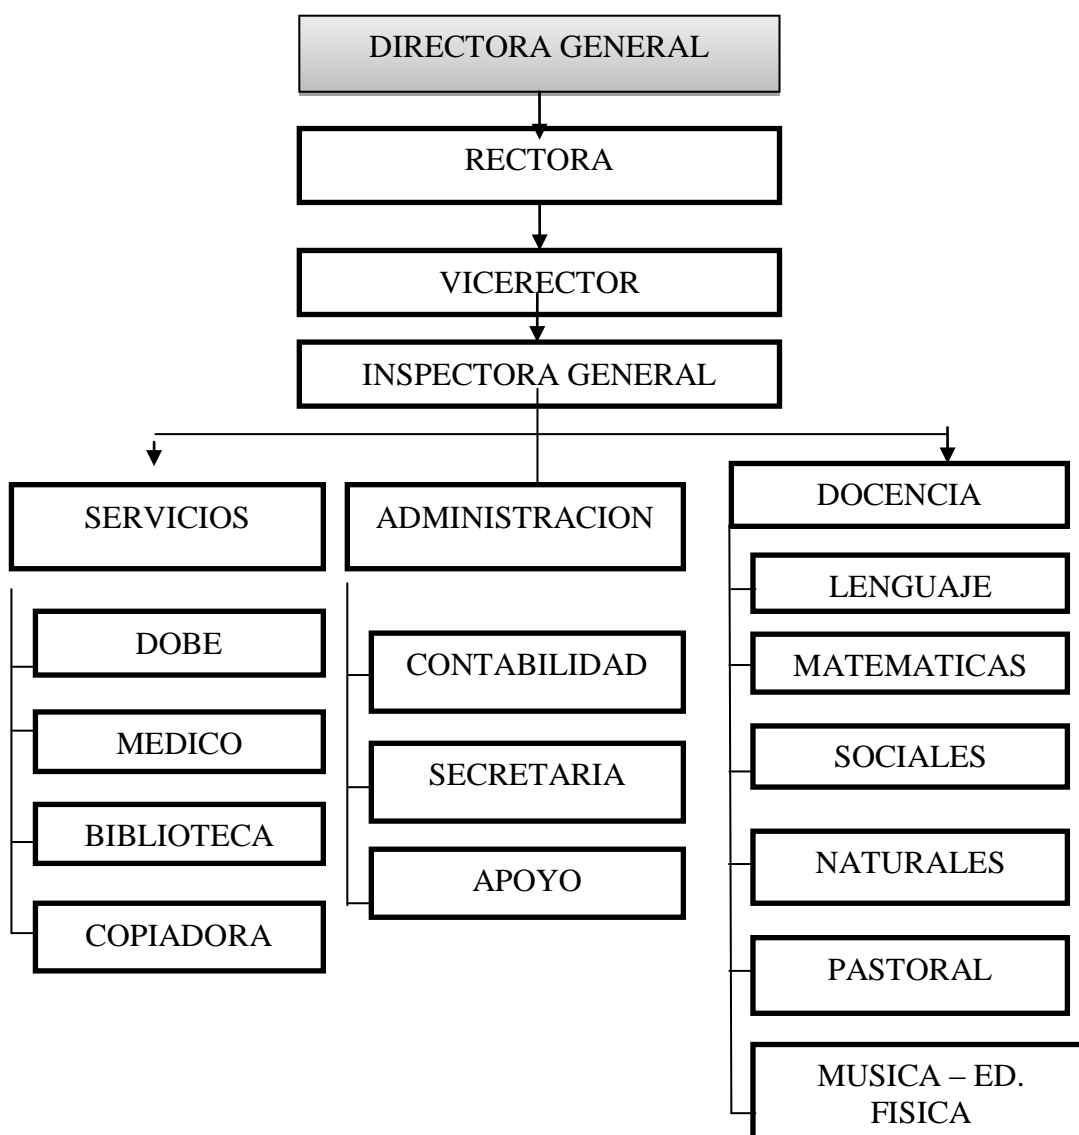 DIRECTORA GENERAL
RECTORA
VICERECTOR
INSPECTORA GENERAL
SERVICIOS
DOBE
MEDICO
BIBLIOTECA
COPIADORA
ADMINISTRACION
CONTABILIDAD
SECRETARIA
APOYO
DOCENCIA
LENGUAJE
MATEMATICAS
SOCIALES
NATURALES
PASTORAL
MUSICA – ED.
FISICA